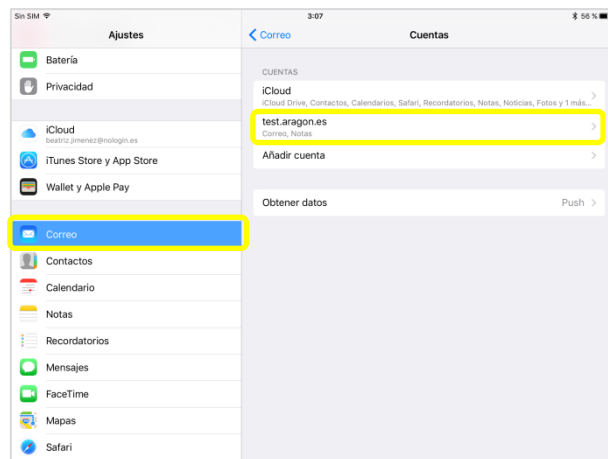 Sin SIM
3:07
56 %
Ajustes
Correo
Cuentas
Batería
Privacidad
iCloud
beatriz.jimenez@nologin.es
iTunes Store y App Store
Wallet y Apple Pay
Correo
Contactos
Calendario
Notas
Recordatorios
Mensajes
FaceTime
Mapas
Safari
CUENTAS
iCloud
iCloud Drive, Contactos, Calendarios, Safari, Recordatorios, Notas, Noticias, Fotos y 1 más...
test.aragon.es
Correo, Notas
Añadir cuenta
Obtener datos
Push